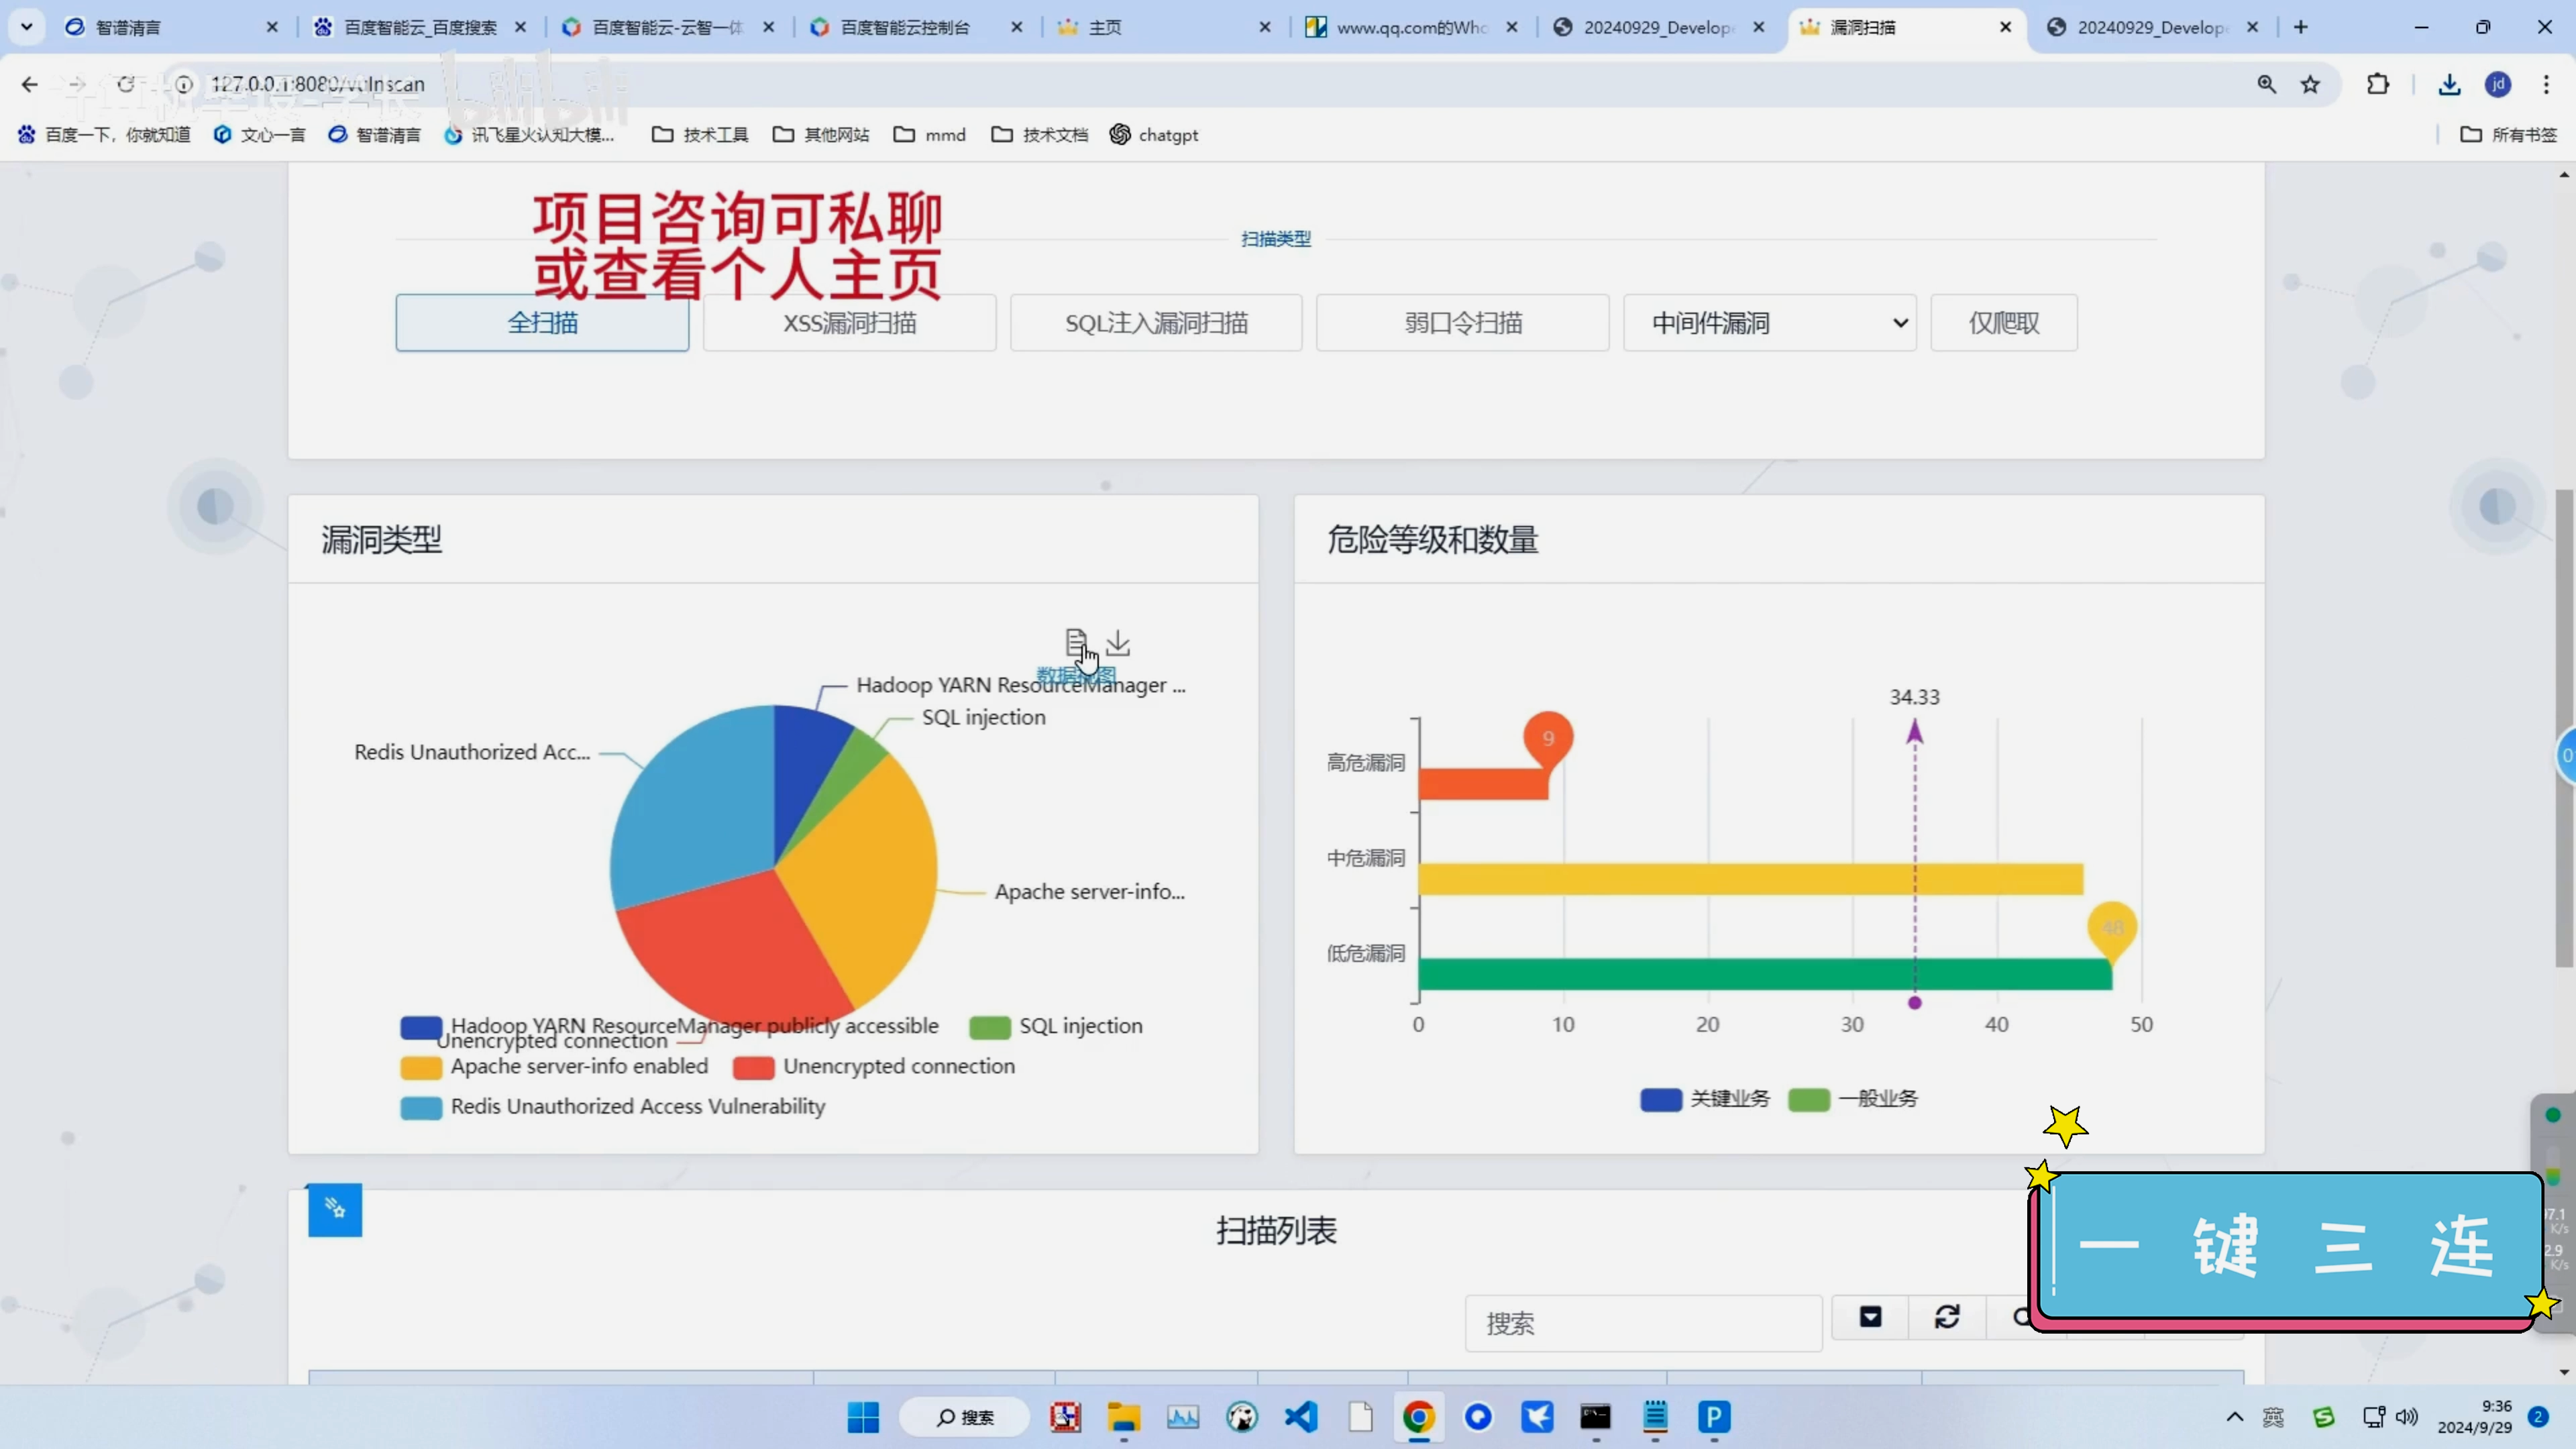 智谱清言
百度智能云_百度搜索
百度智能云-云智一体
百度智能云控制台
主页
www.qq.com的Who
20240929_Develop
漏洞扫描
20240929_Develop
127.0.0.1:8080/vulnscan
bilibili
jd
百度一下，你就知道
文心一言
智谱清言
讯飞星火认知大模...
技术工具
其他网站
mmd
技术文档
chatgpt
所有书签
项目咨询可私聊
或查看个人主页
扫描类型
全扫描
XSS漏洞扫描
SQL注入漏洞扫描
弱口令扫描
中间件漏洞
仅爬取
漏洞类型
危险等级和数量
数据视图
Hadoop YARN ResourceManager ...
SQL injection
Redis Unauthorized Acc...
Apache server-info...
Unencrypted connection
Hadoop YARN ResourceManager publicly accessible
SQL injection
Apache server-info enabled
Unencrypted connection
Redis Unauthorized Access Vulnerability
34.33
9
高危漏洞
中危漏洞
48
低危漏洞
0 10 20 30 40 50
关键业务
一般业务
扫描列表
搜索
一键三连
搜索
英
9:36
2024/9/29
2